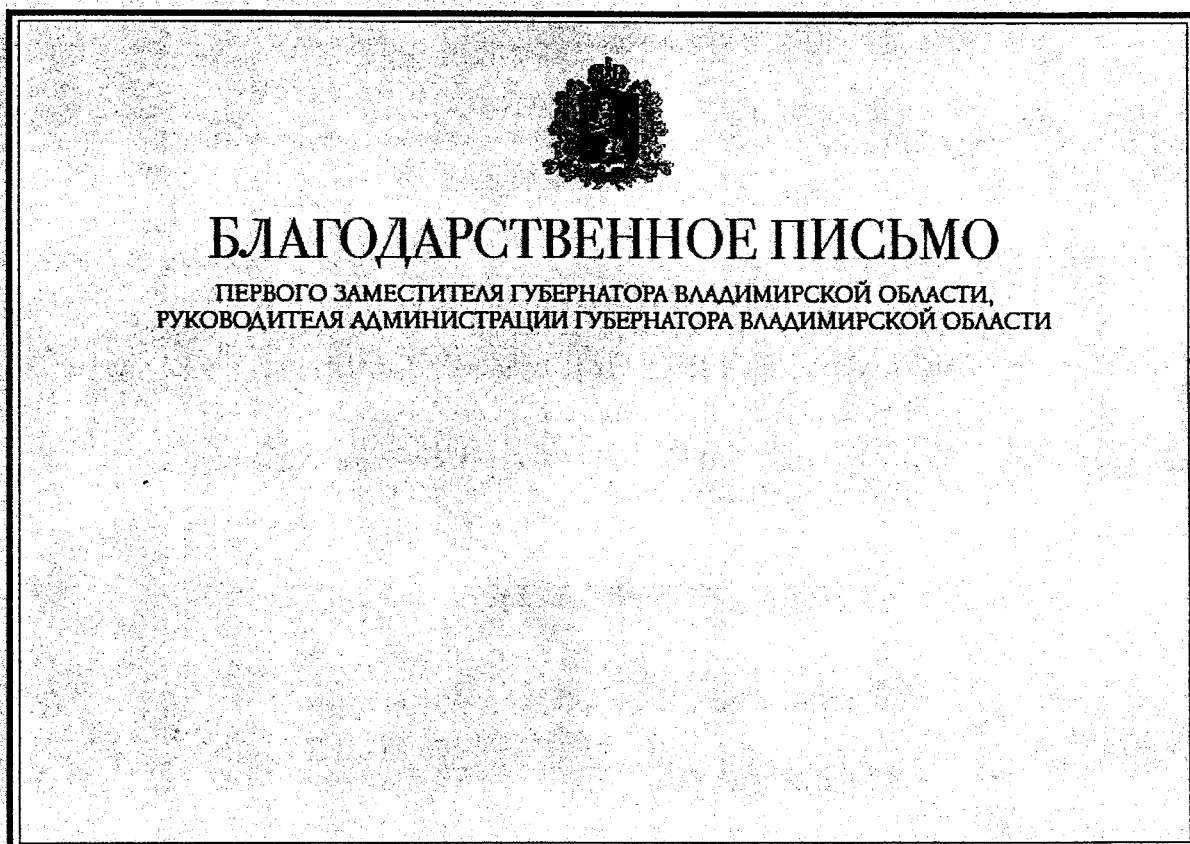 БЛАГОДАРСТВЕННОЕ ПИСЬМО
ПЕРВОГО ЗАМЕСТИТЕЛЯ ГУБЕРНАТОРА ВЛАДИМИРСКОЙ ОБЛАСТИ,
РУКОВОДИТЕЛЯ АДМИНИСТРАЦИИ ГУБЕРНАТОРА ВЛАДИМИРСКОЙ ОБЛАСТИ